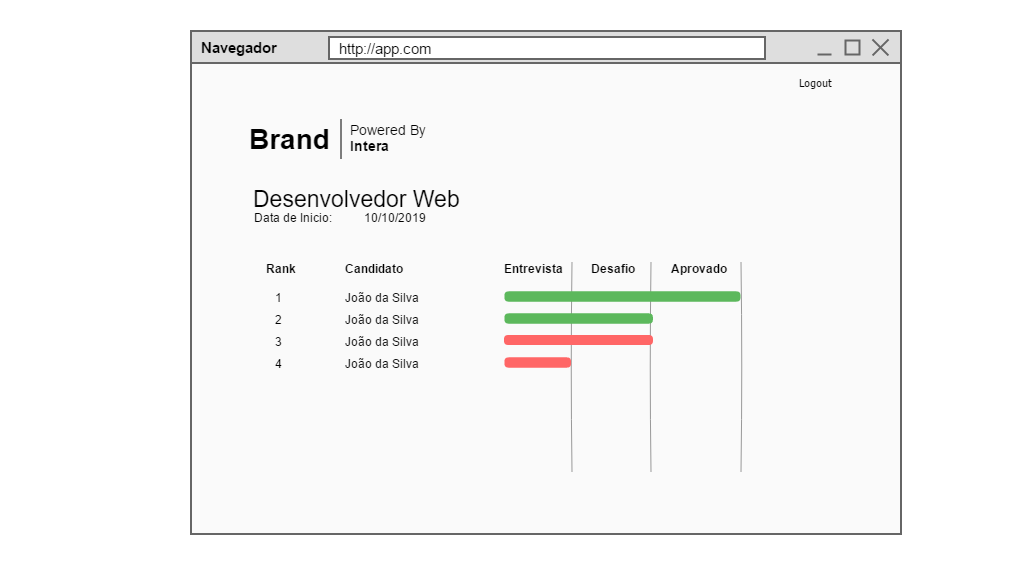 Navegador http://app.com
Logout
Brand
Powered By
Intera
Desenvolvedor Web
Data de Inicio: 10/10/2019
Rank Candidato Entrevista Desafio Aprovado
1 João da Silva
2 João da Silva
3 João da Silva
4 João da Silva